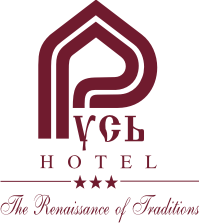 Русь
HOTEL
The Renaissance of Traditions